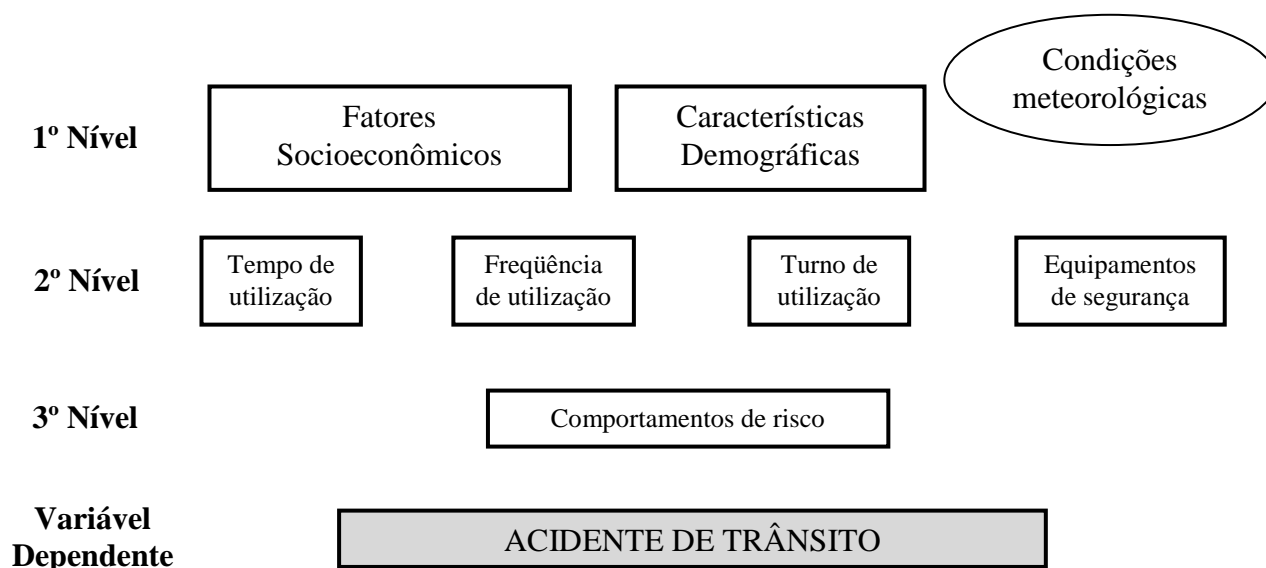 Condições
meteorológicas
1º Nível
Fatores
Socioeconômicos
Características
Demográficas
2º Nível
Tempo de
utilização
Freqüência
de utilização
Turno de
utilização
Equipamentos
de segurança
3º Nível
Comportamentos de risco
Variável
Dependente
ACIDENTE DE TRÂNSITO